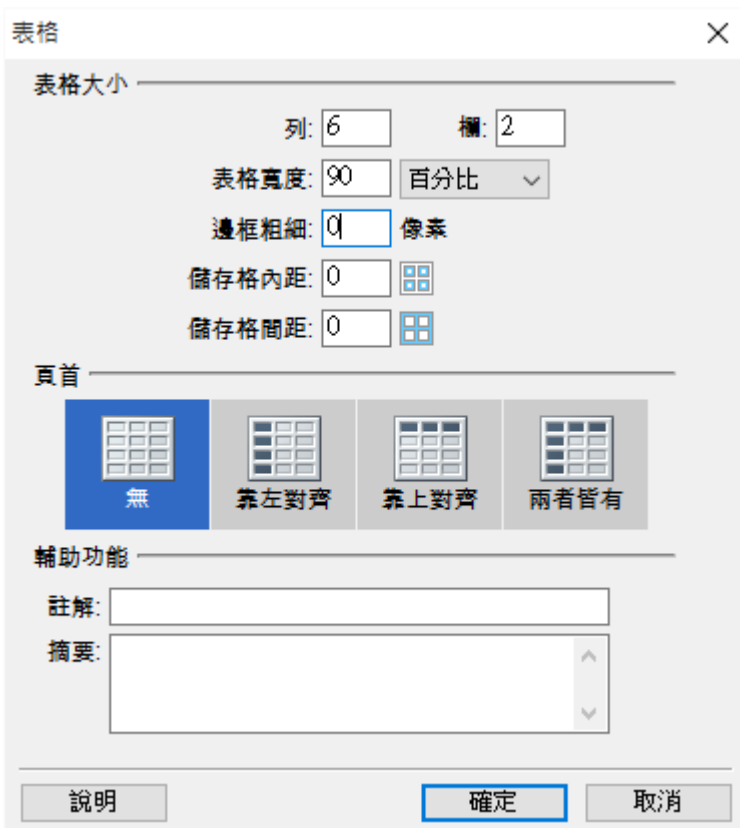 表格
表格大小
列: 6 欄: 2
表格寬度: 90 百分比
邊框粗細: 0 像素
儲存格內距: 0
儲存格間距: 0
頁首
無 靠左對齊 靠上對齊 兩者皆有
輔助功能
註解:
摘要:
說明 確定 取消